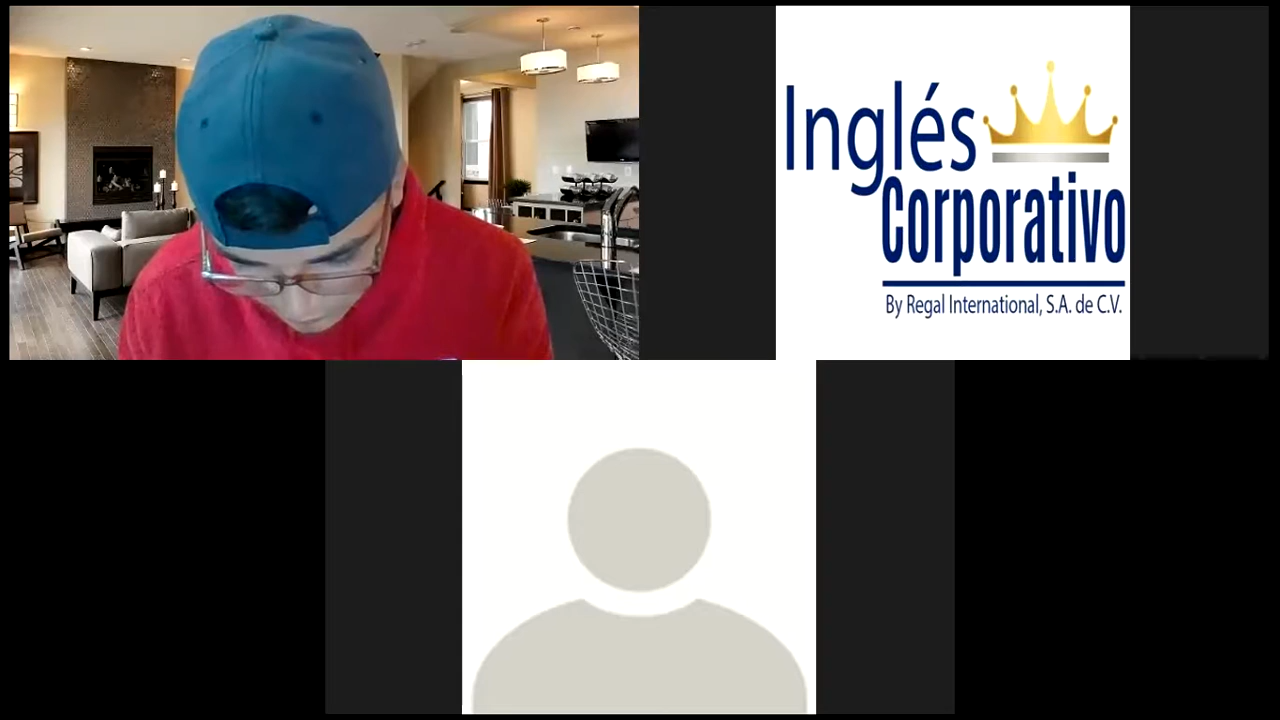 Inglés
Corporativo
By Regal International, S.A. de C.V.